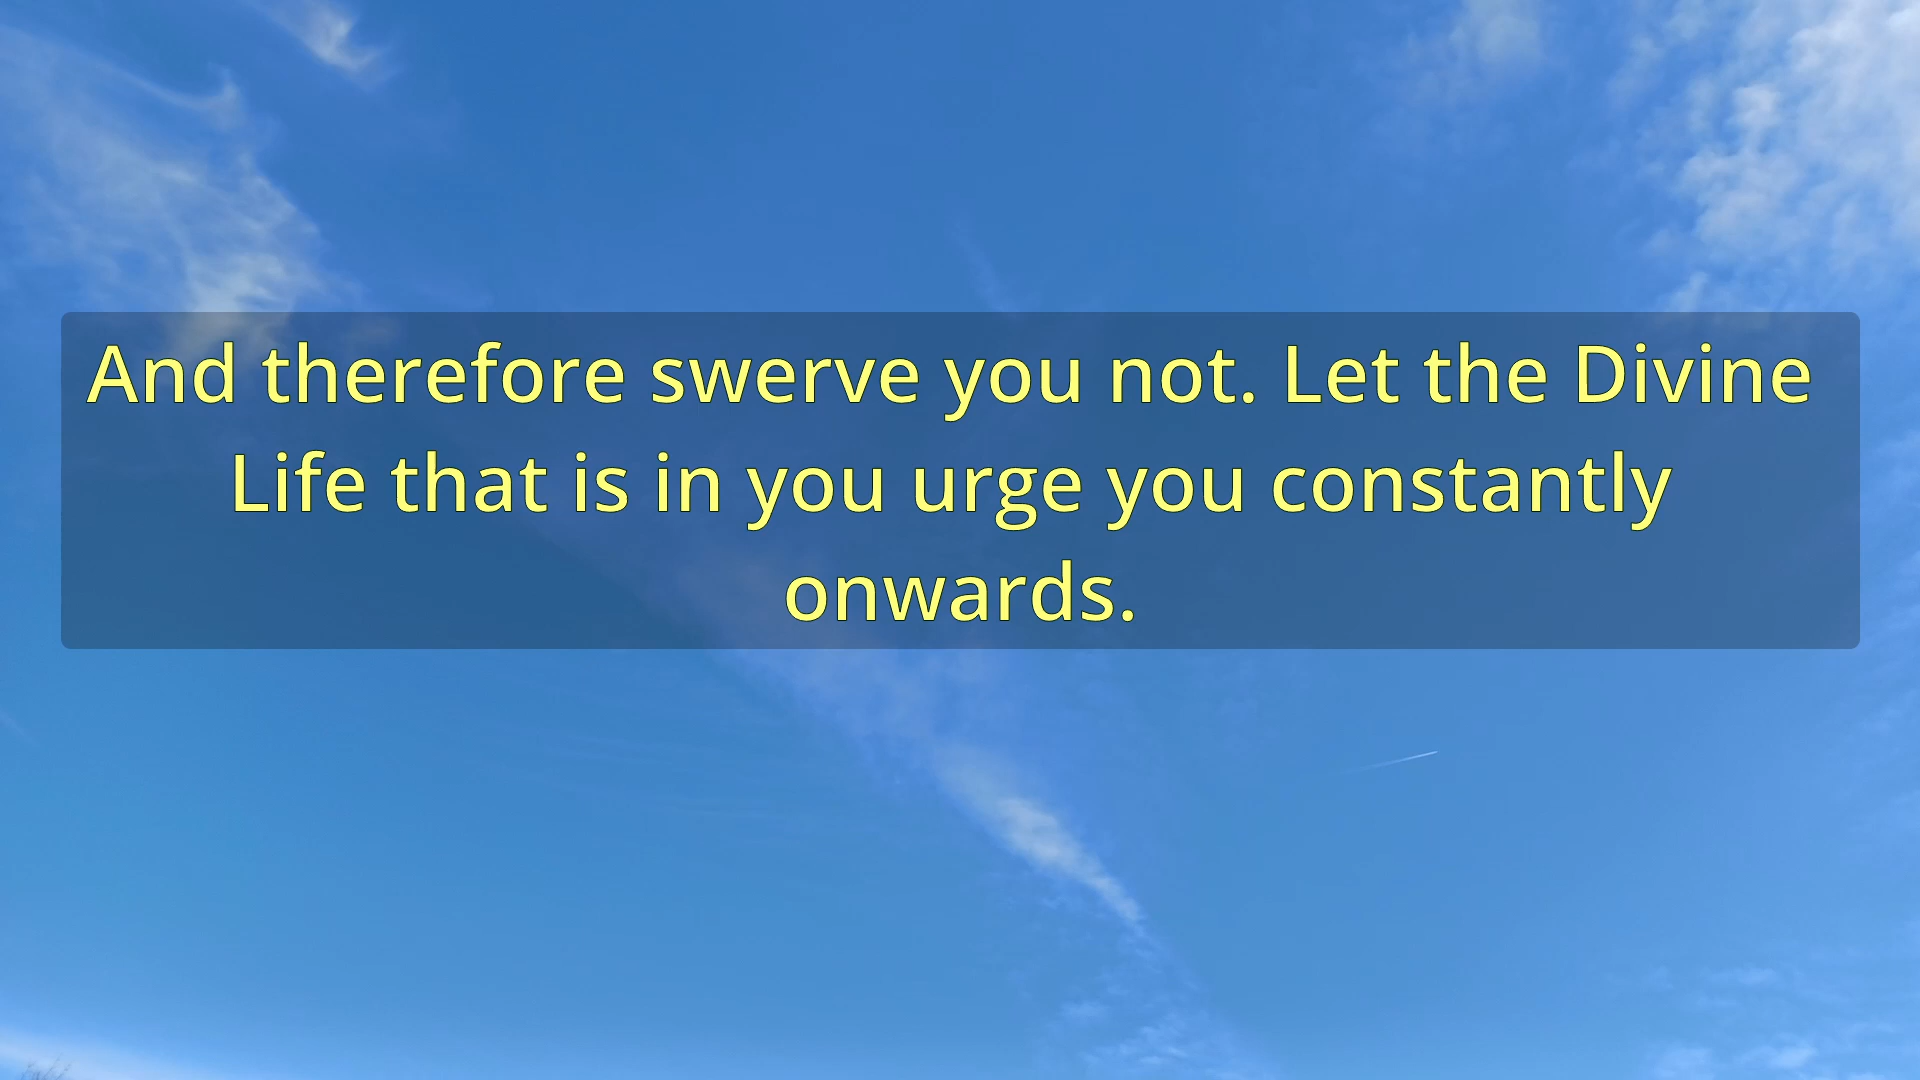 And therefore swerve you not. Let the Divine
Life that is in you urge you constantly
onwards.